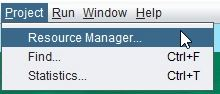 Project Run Window Help
Resource Manager...
Find... Ctrl+F
Statistics... Ctrl+T